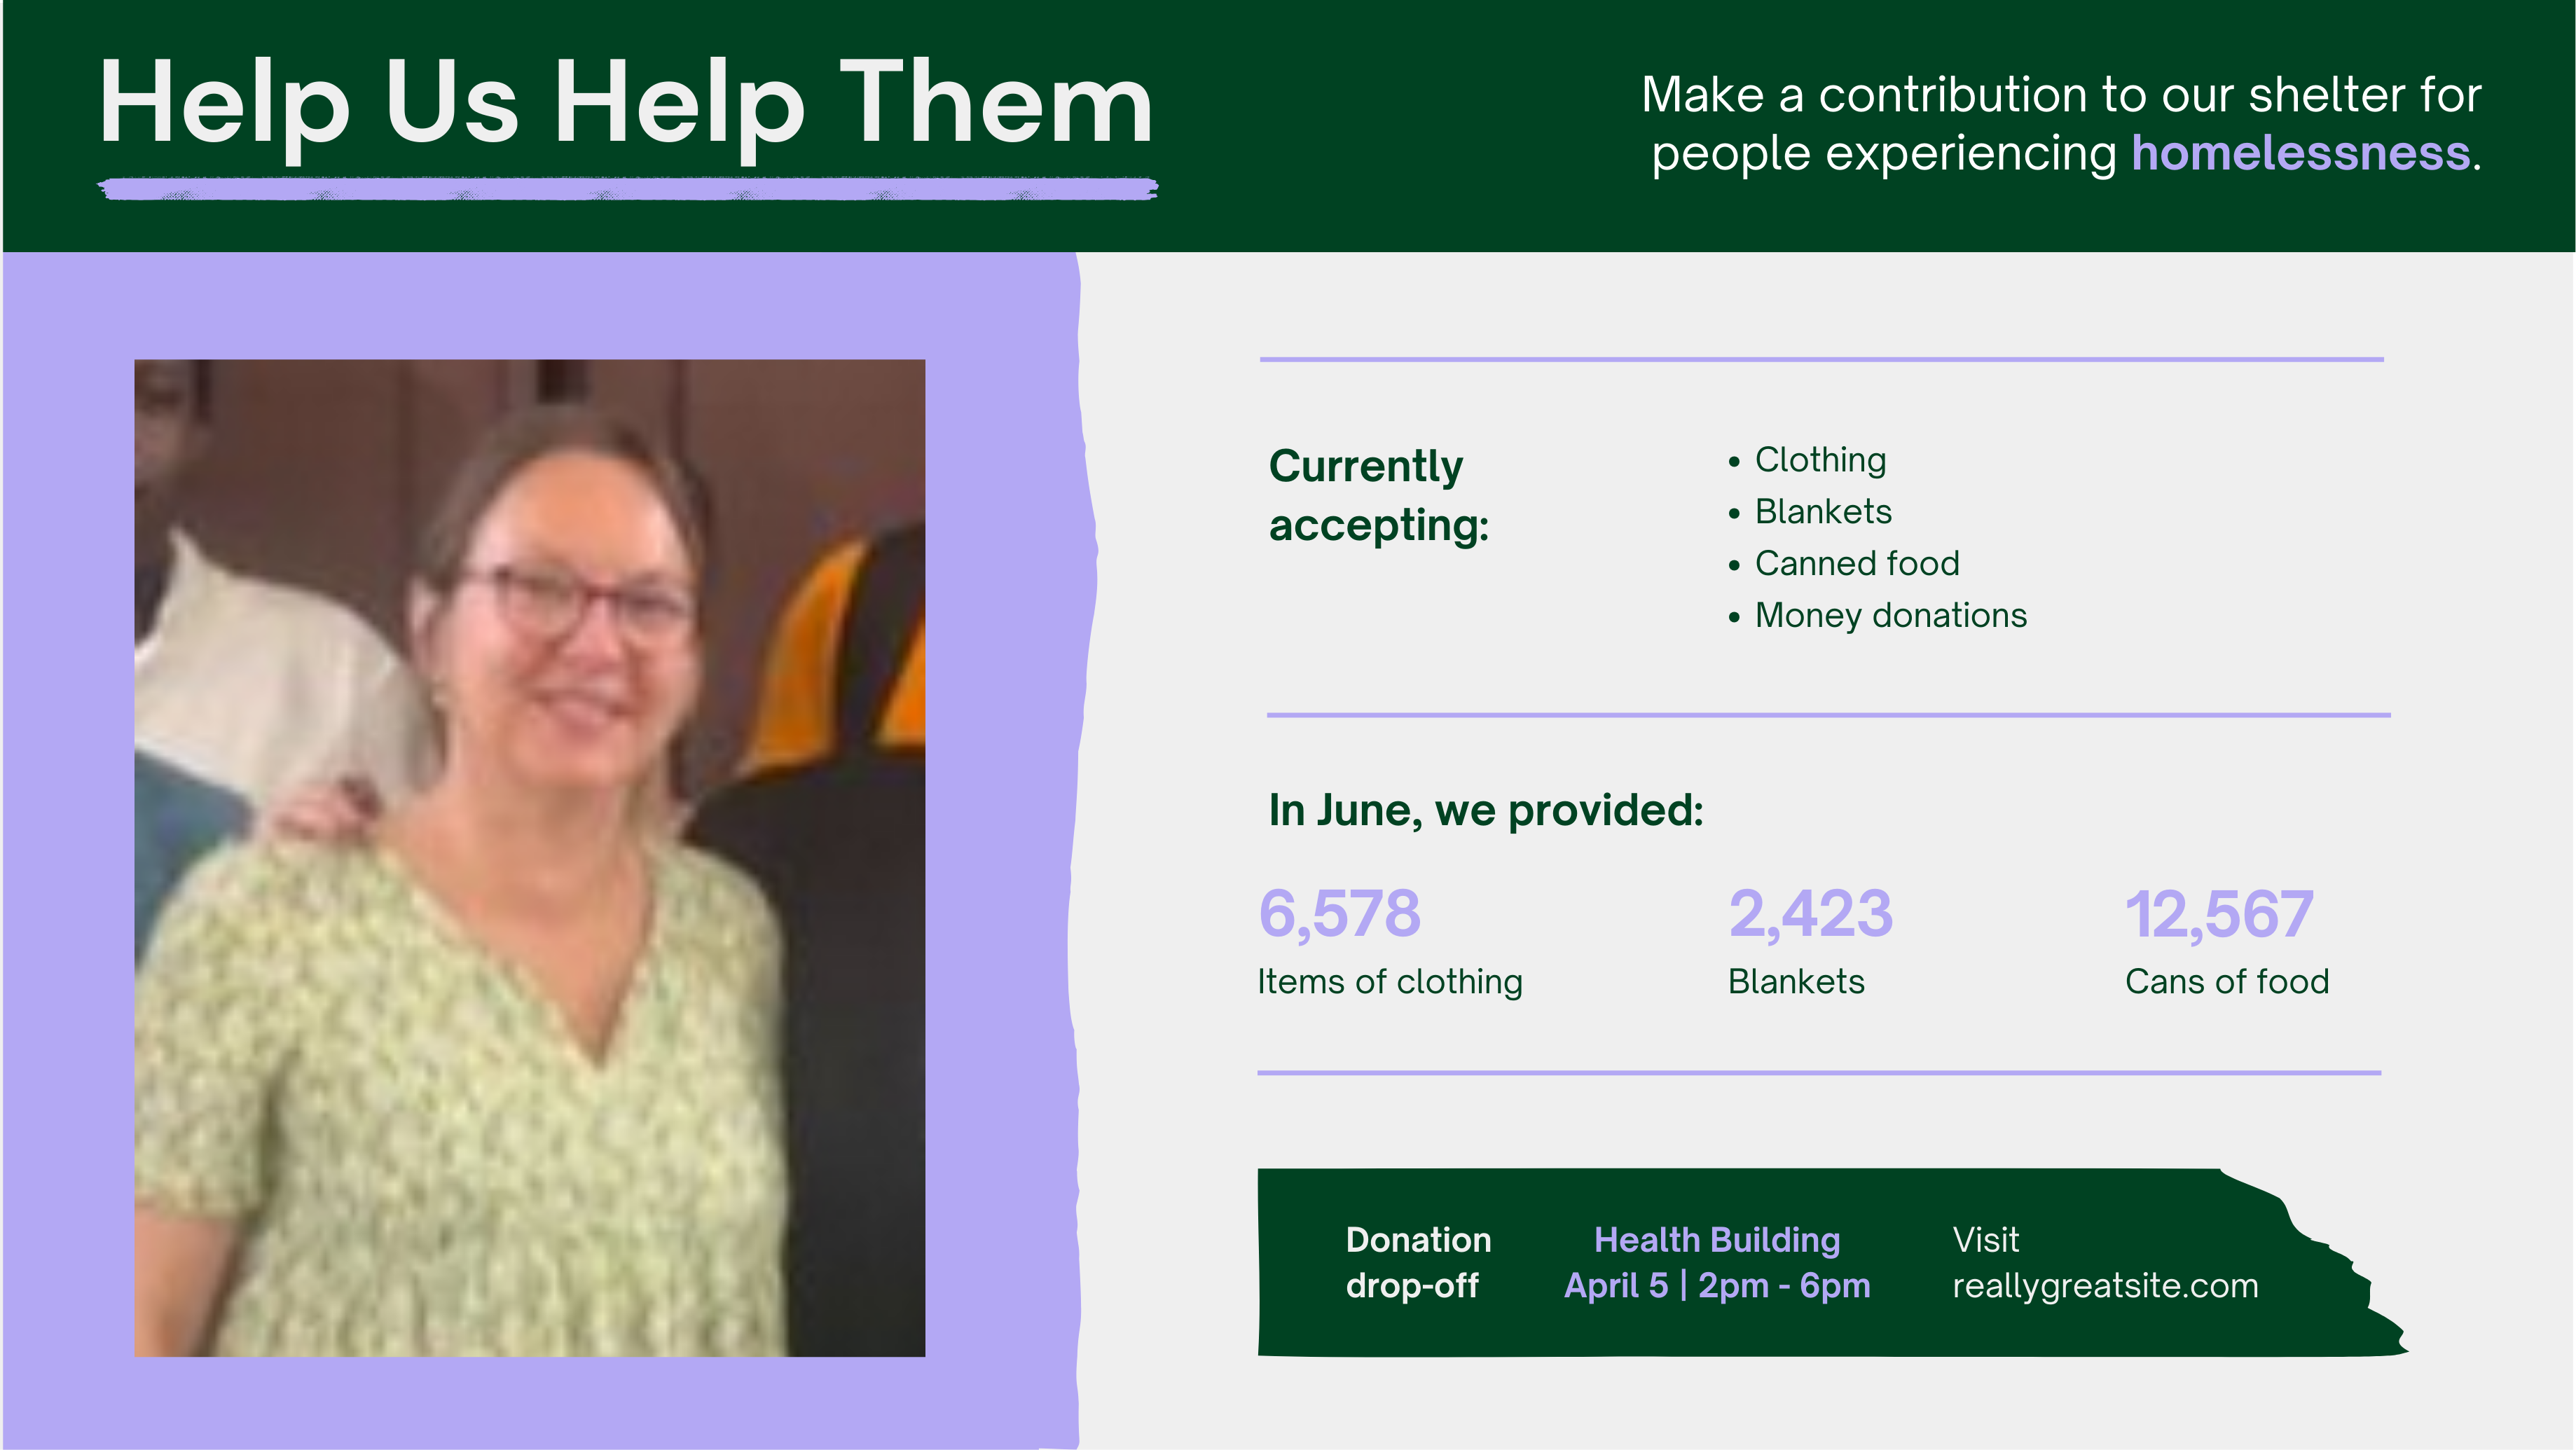 Help Us Help Them
Make a contribution to our shelter for
people experiencing homelessness.
Currently
accepting:
• Clothing
• Blankets
• Canned food
• Money donations
In June, we provided:
6,578
Items of clothing
2,423
Blankets
12,567
Cans of food
Donation
drop-off
Health Building
April 5 | 2pm - 6pm
Visit
reallygreatsite.com